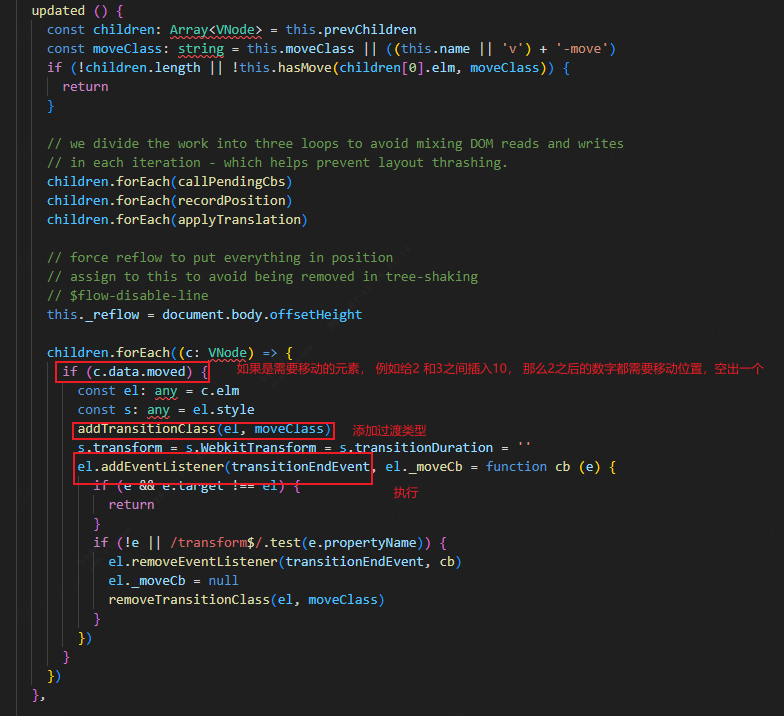 updated () {
const children: Array<VNode> = this.prevChildren
const moveClass: string = this.moveClass || ((this.name || 'v') + '-move')
if (!children.length || !this.hasMove(children[0].elm, moveClass)) {
return
}
// we divide the work into three loops to avoid mixing DOM reads and writes
// in each iteration - which helps prevent layout thrashing.
children.forEach(callPendingCbs)
children.forEach(recordPosition)
children.forEach(applyTranslation)
// force reflow to put everything in position
// assign to this to avoid being removed in tree-shaking
// $flow-disable-line
this._reflow = document.body.offsetHeight
children.forEach((c: VNode) => {
if (c.data.moved) { 如果是需要移动的元素， 例如给2 和3之间插入10， 那么2之后的数字都需要移动位置，空出一个
const el: any = c.elm
const s: any = el.style
addTransitionClass(el, moveClass) 添加过渡类型
s.transform = s.WebkitTransform = s.transitionDuration = ''
el.addEventListener(transitionEndEvent, el._moveCb = function cb (e) {
if (e && e.target !== el) { 执行
return
}
if (!e || /transform$/.test(e.propertyName)) {
el.removeEventListener(transitionEndEvent, cb)
el._moveCb = null
removeTransitionClass(el, moveClass)
}
})
}
})
},